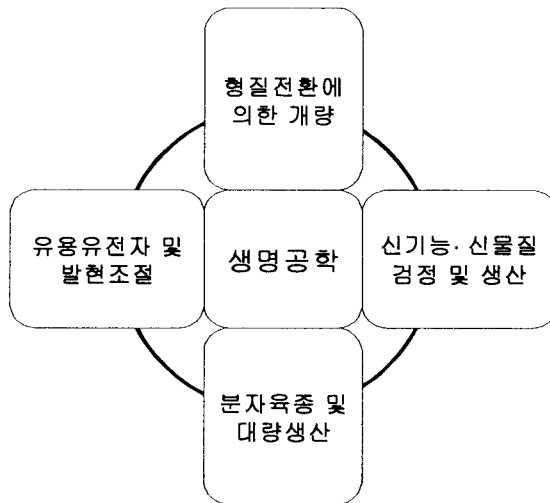 형질전환에
의한 개량
유용유전자 및
발현조절
생명공학
신기능·신물질
검정 및 생산
분자육종 및
대량생산